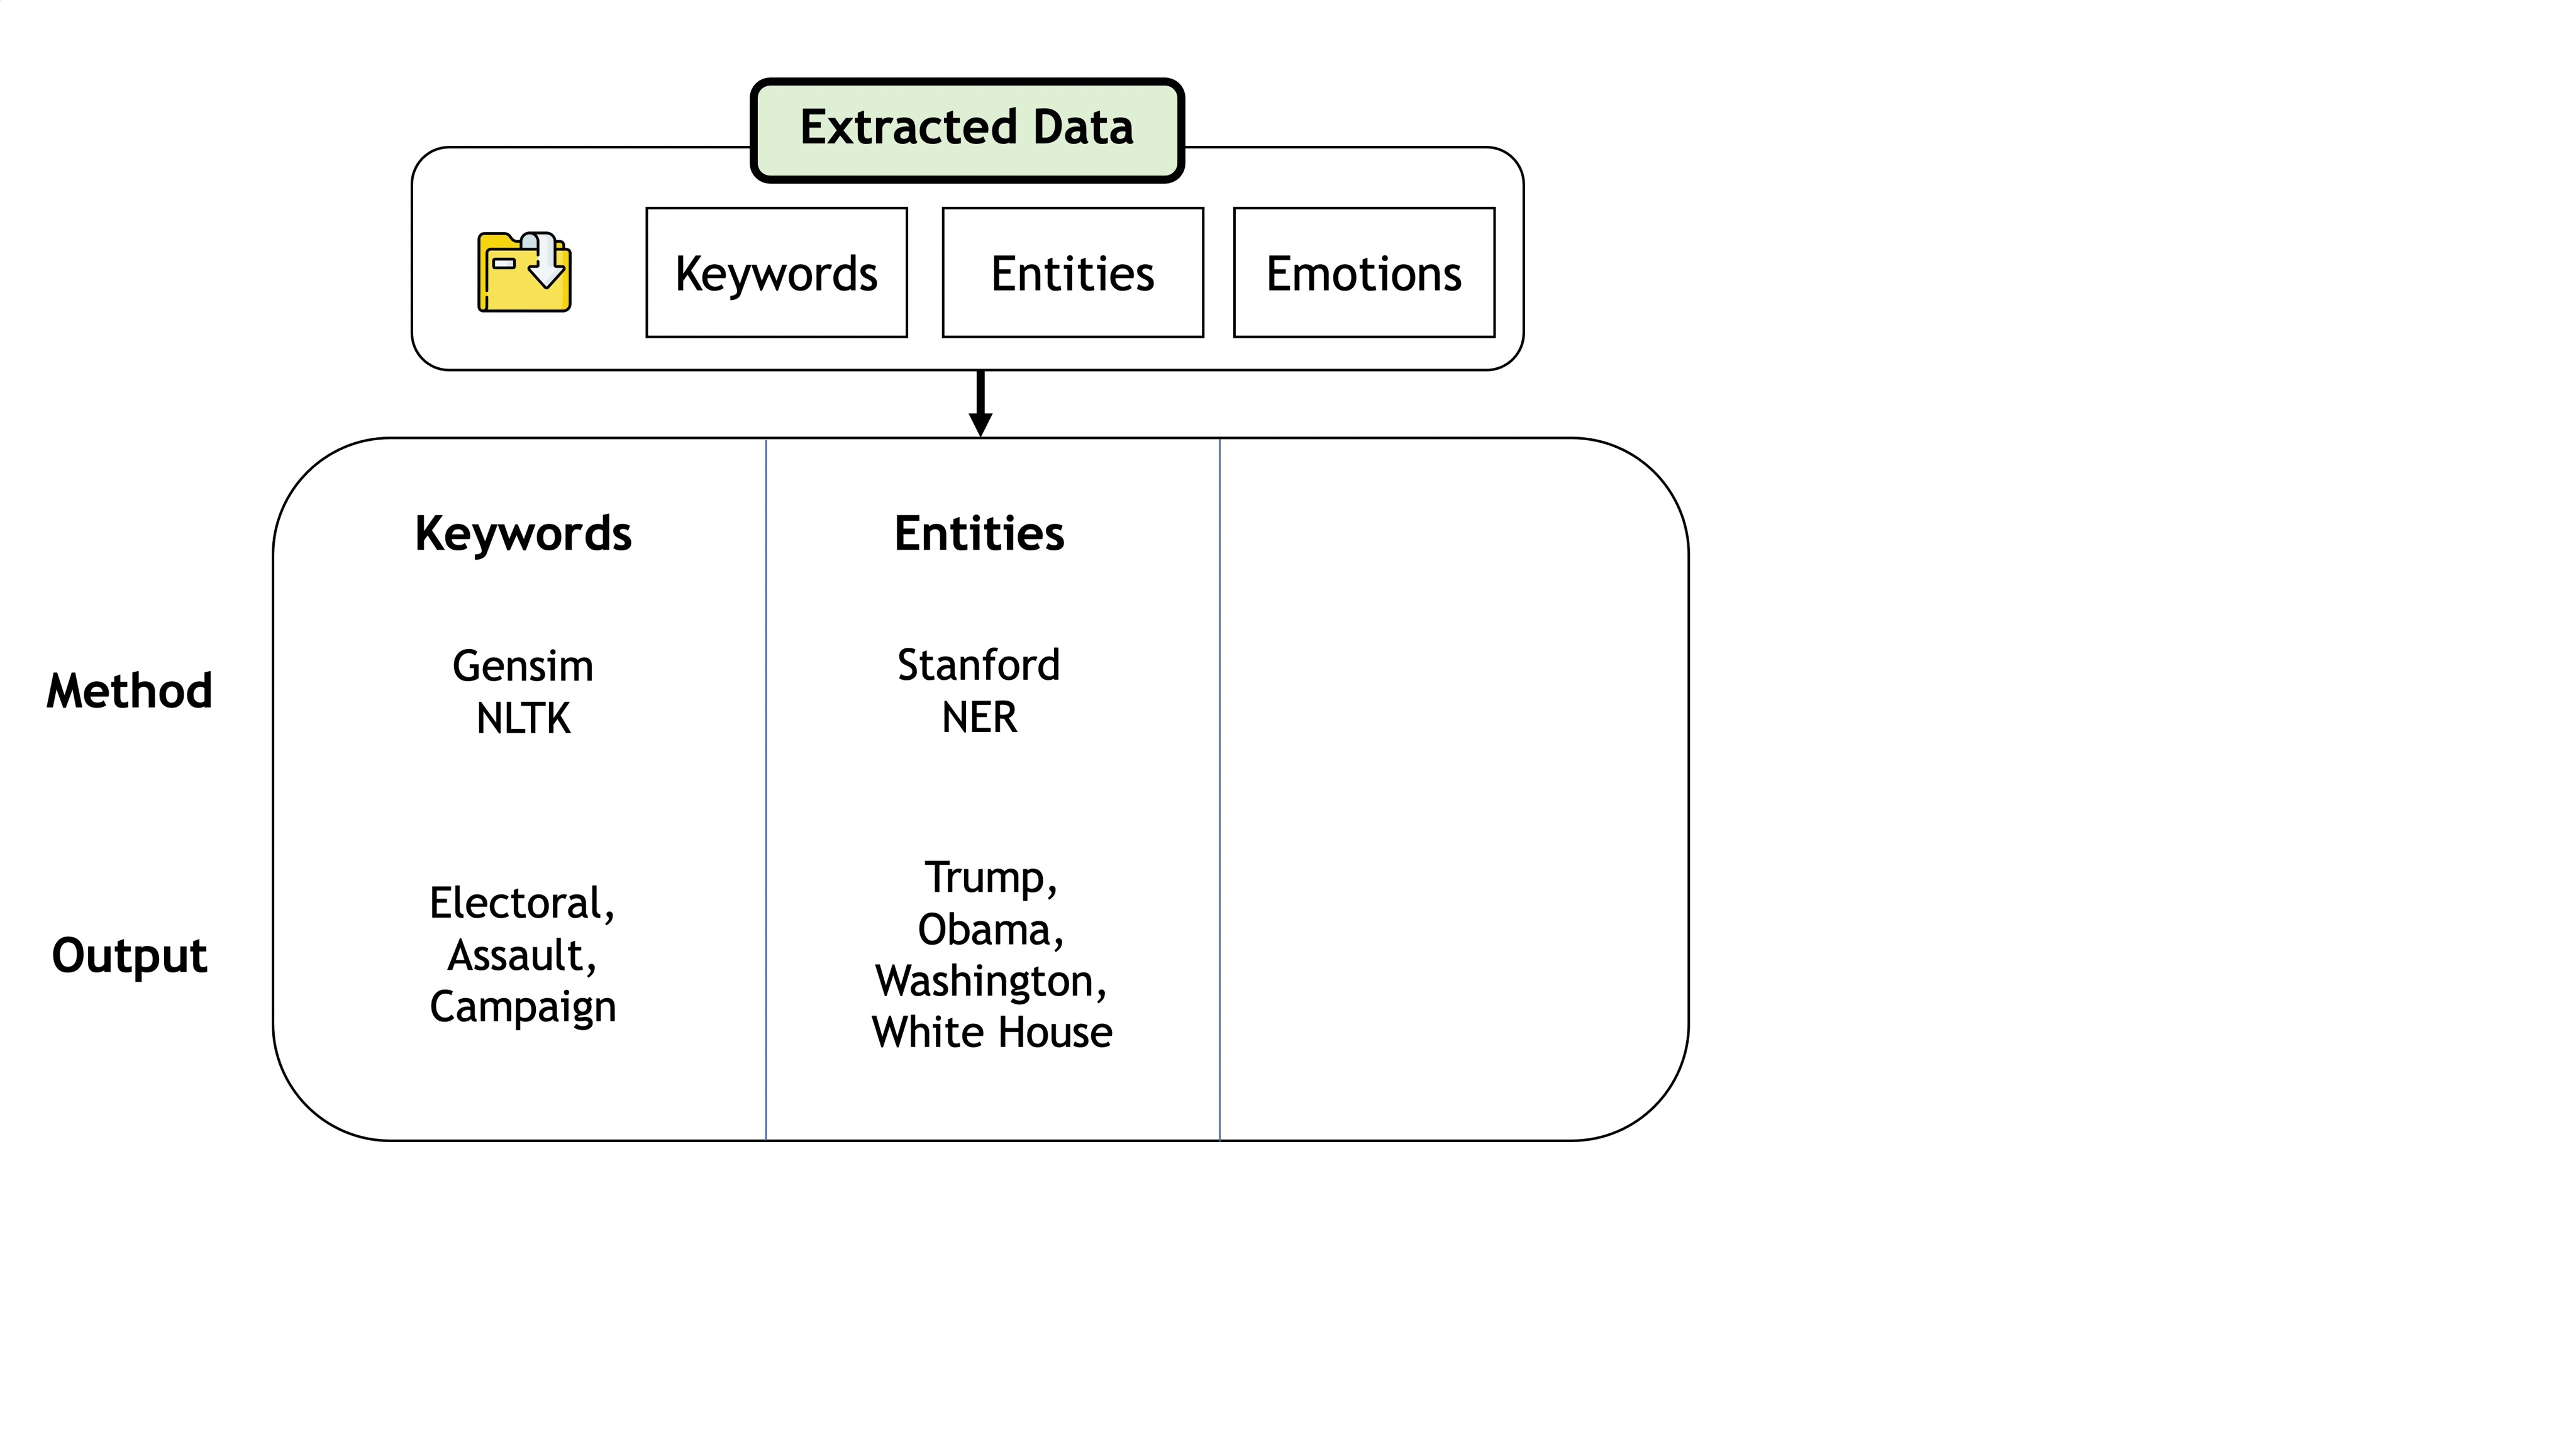 Extracted Data
Keywords
Entities
Emotions
Keywords
Entities
Method
Gensim
NLTK
Stanford
NER
Output
Electoral,
Assault,
Campaign
Trump,
Obama,
Washington,
White House